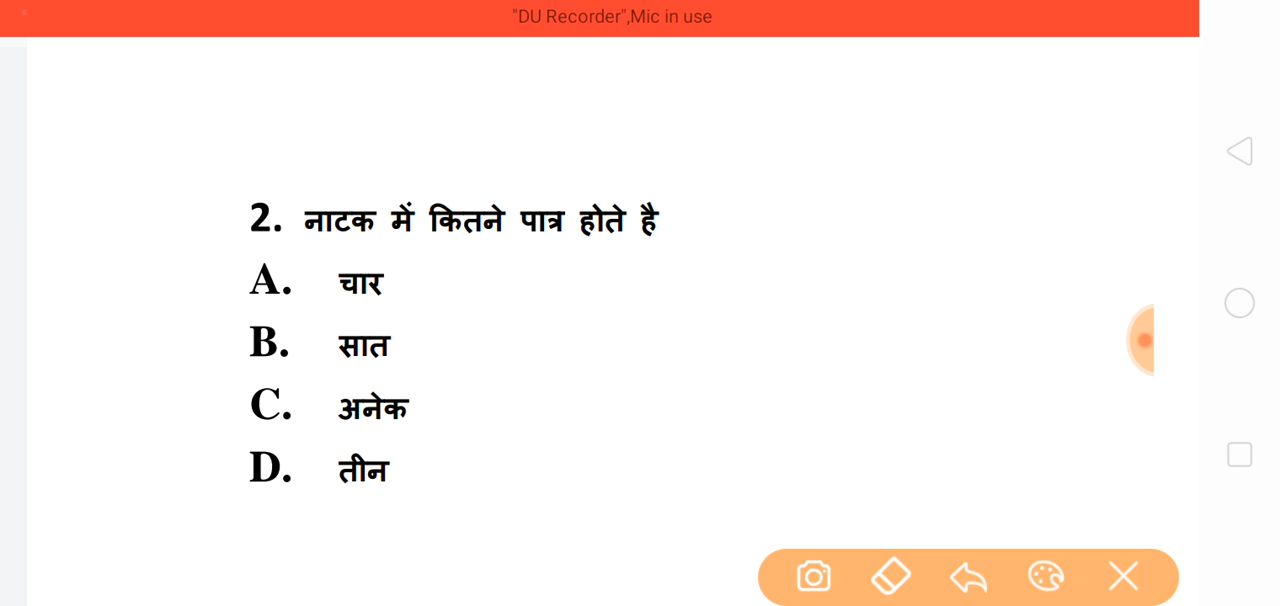 "DU Recorder",Mic in use
2. नाटक में कितने पात्र होते है
A. चार
B. सात
C. अनेक
D. तीन